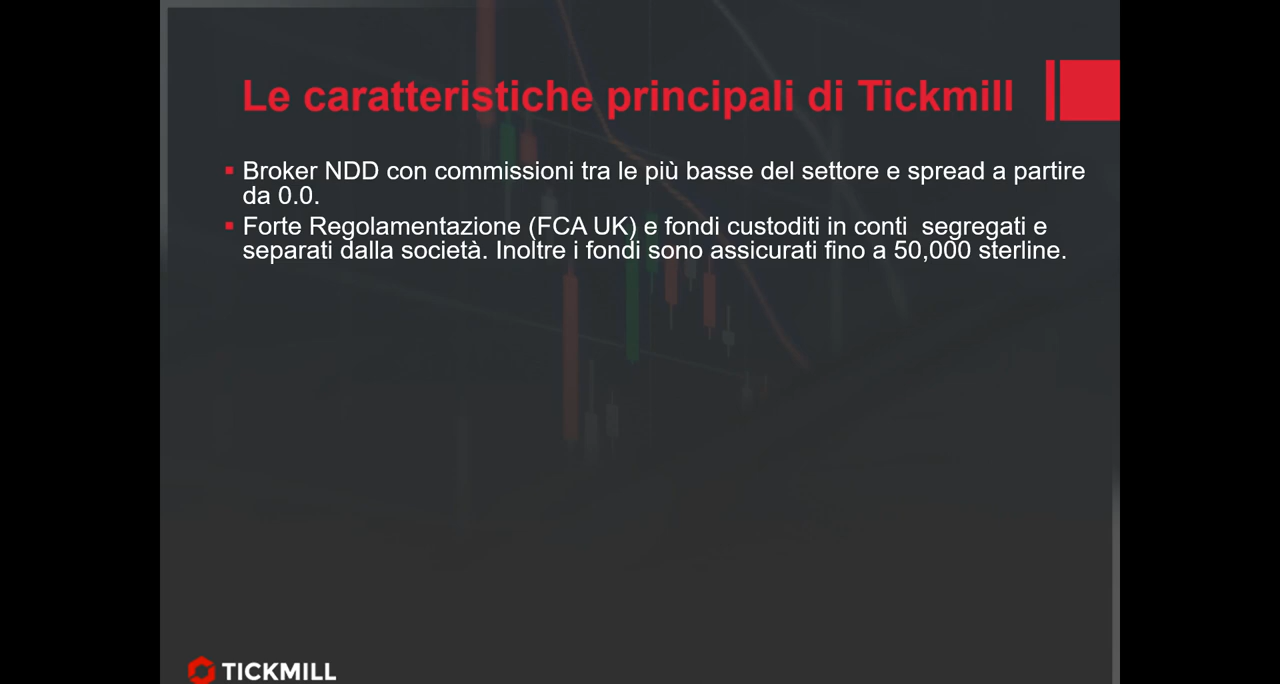 Le caratteristiche principali di Tickmill
Broker NDD con commissioni tra le più basse del settore e spread a partire
da 0.0.
Forte Regolamentazione (FCA UK) e fondi custoditi in conti  segregati e
separati dalla società. Inoltre i fondi sono assicurati fino a 50,000 sterline.
TICKMILL